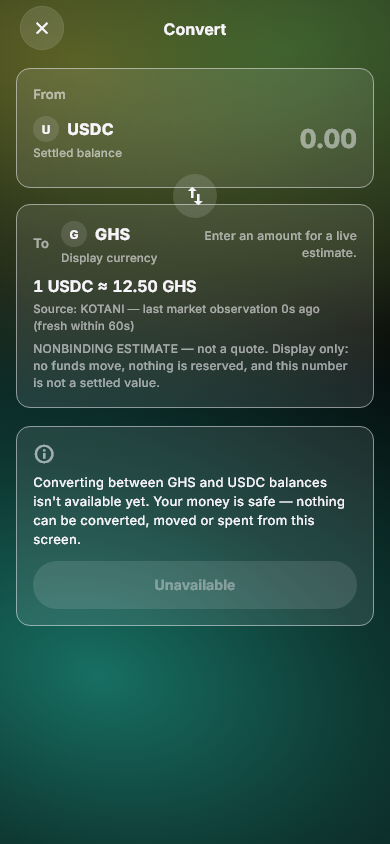 Convert
From
U USDC
0.00
Settled balance
To
G GHS
Display currency
Enter an amount for a live
estimate.
1 USDC ≈ 12.50 GHS
Source: KOTANI — last market observation 0s ago
(fresh within 60s)
NONBINDING ESTIMATE — not a quote. Display only:
no funds move, nothing is reserved, and this number
is not a settled value.
Converting between GHS and USDC balances
isn't available yet. Your money is safe — nothing
can be converted, moved or spent from this
screen.
Unavailable